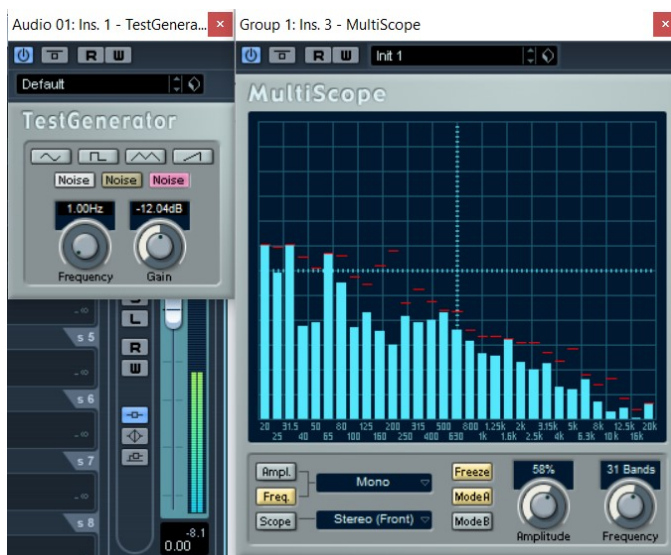 Audio 01: Ins. 1 - TestGenera...
R W
Default
TestGenerator
Noise Noise Noise
1.00Hz -12.04dB
Frequency Gain
L
R
s 5
W
s 6
s 7
s 8
-8.1
0.00
Group 1: Ins. 3 - MultiScope
R W Init 1
MultiScope
20 31.5 50 80 125 200 315 500 800 1.25k 2k 3.15k 5k 8k 12.5k 20k
25 40 65 100 160 250 400 630 1k 1.6k 2.5k 4k 6.3k 10k 16k
Ampl.
Mono
Freq.
Scope
Stereo (Front)
Freeze
Mode A
Mode B
58%
Amplitude
31 Bands
Frequency